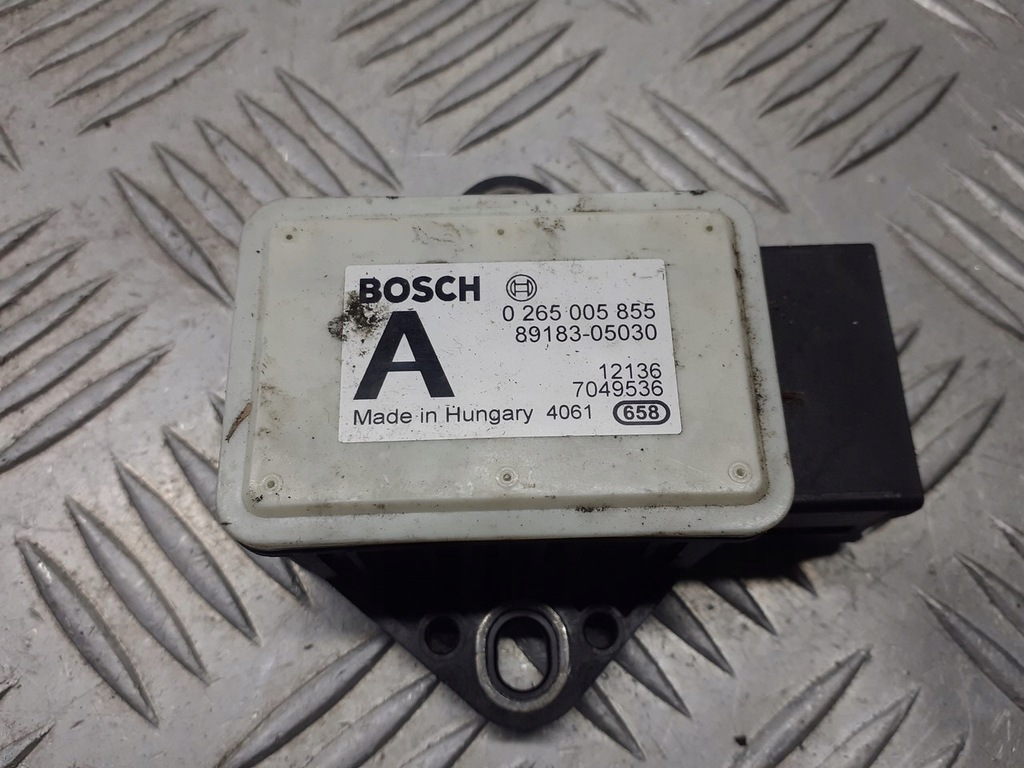 BOSCH
A
0 265 005 855
89183-05030
12136
7049536
Made in Hungary 4061 658